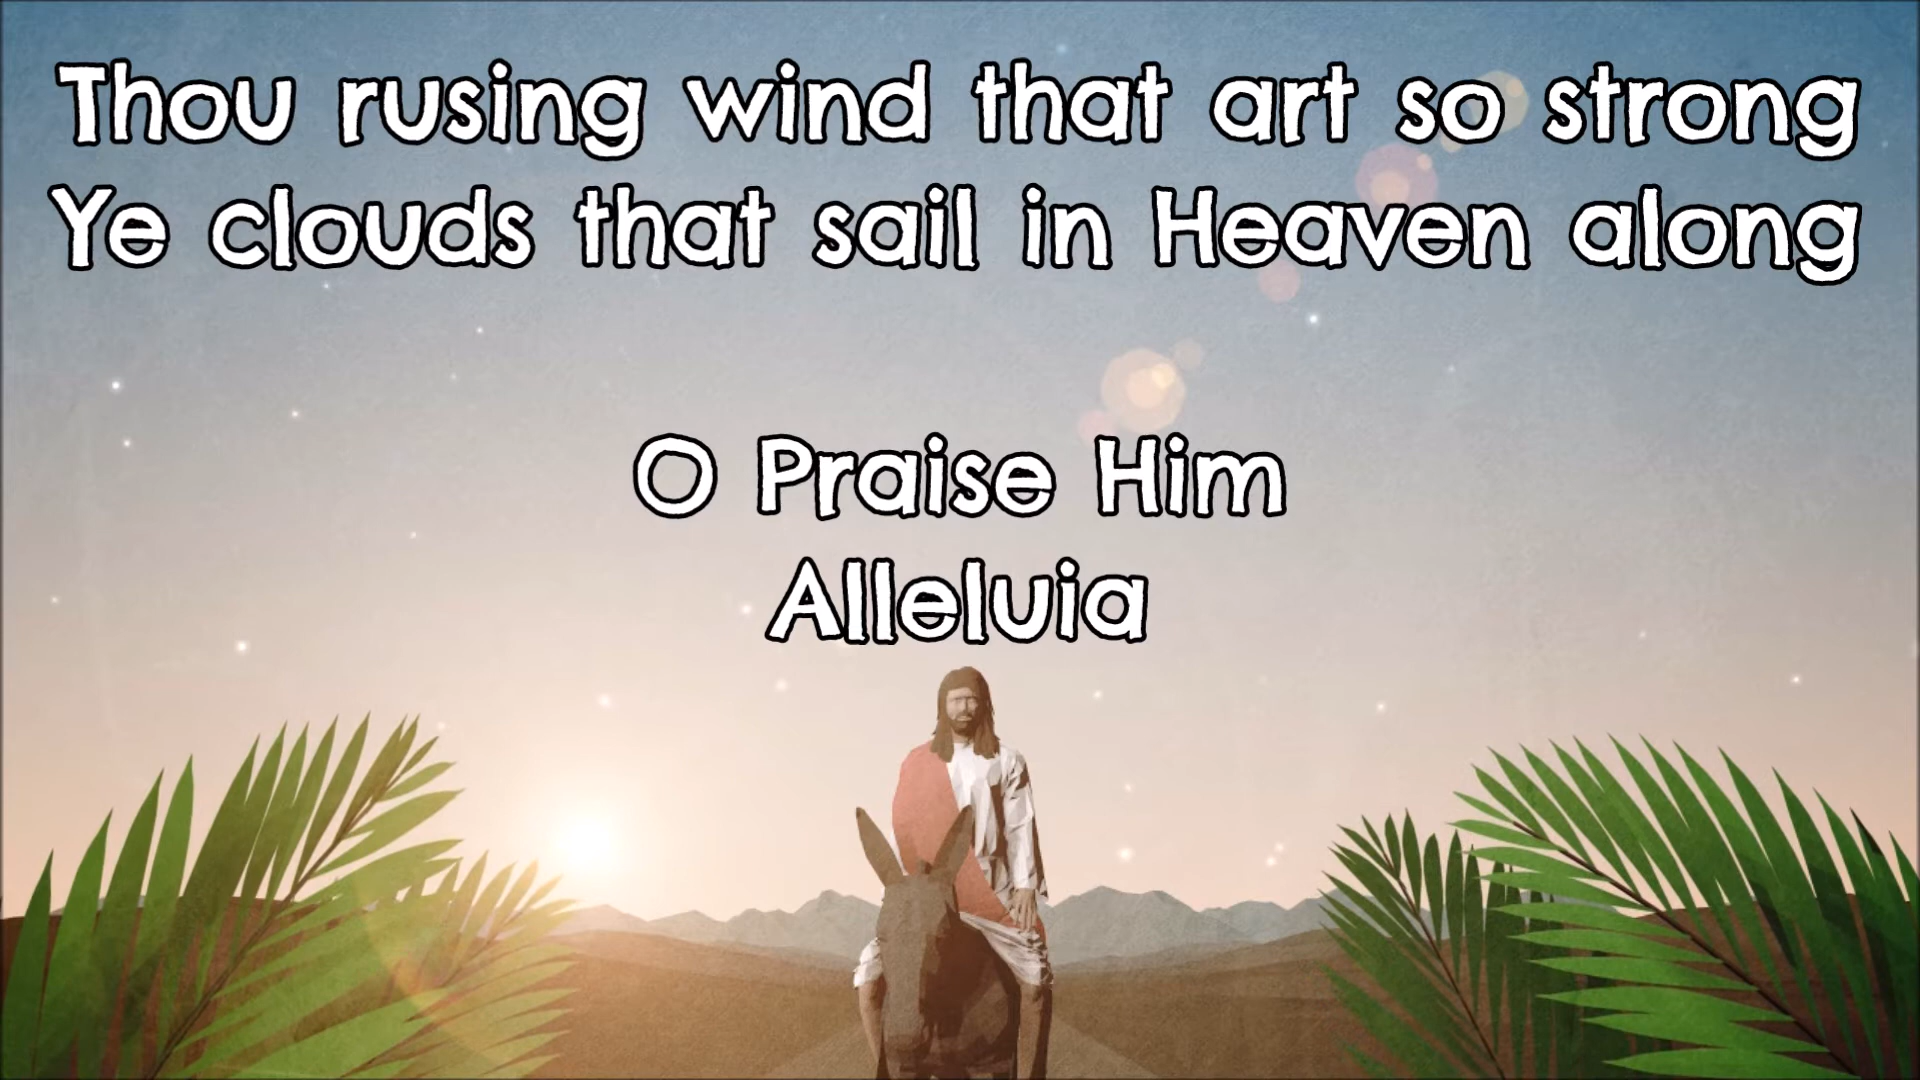 Thou rusing wind that art so strong
Ye clouds that sail in Heaven along
O Praise Him
Alleluia